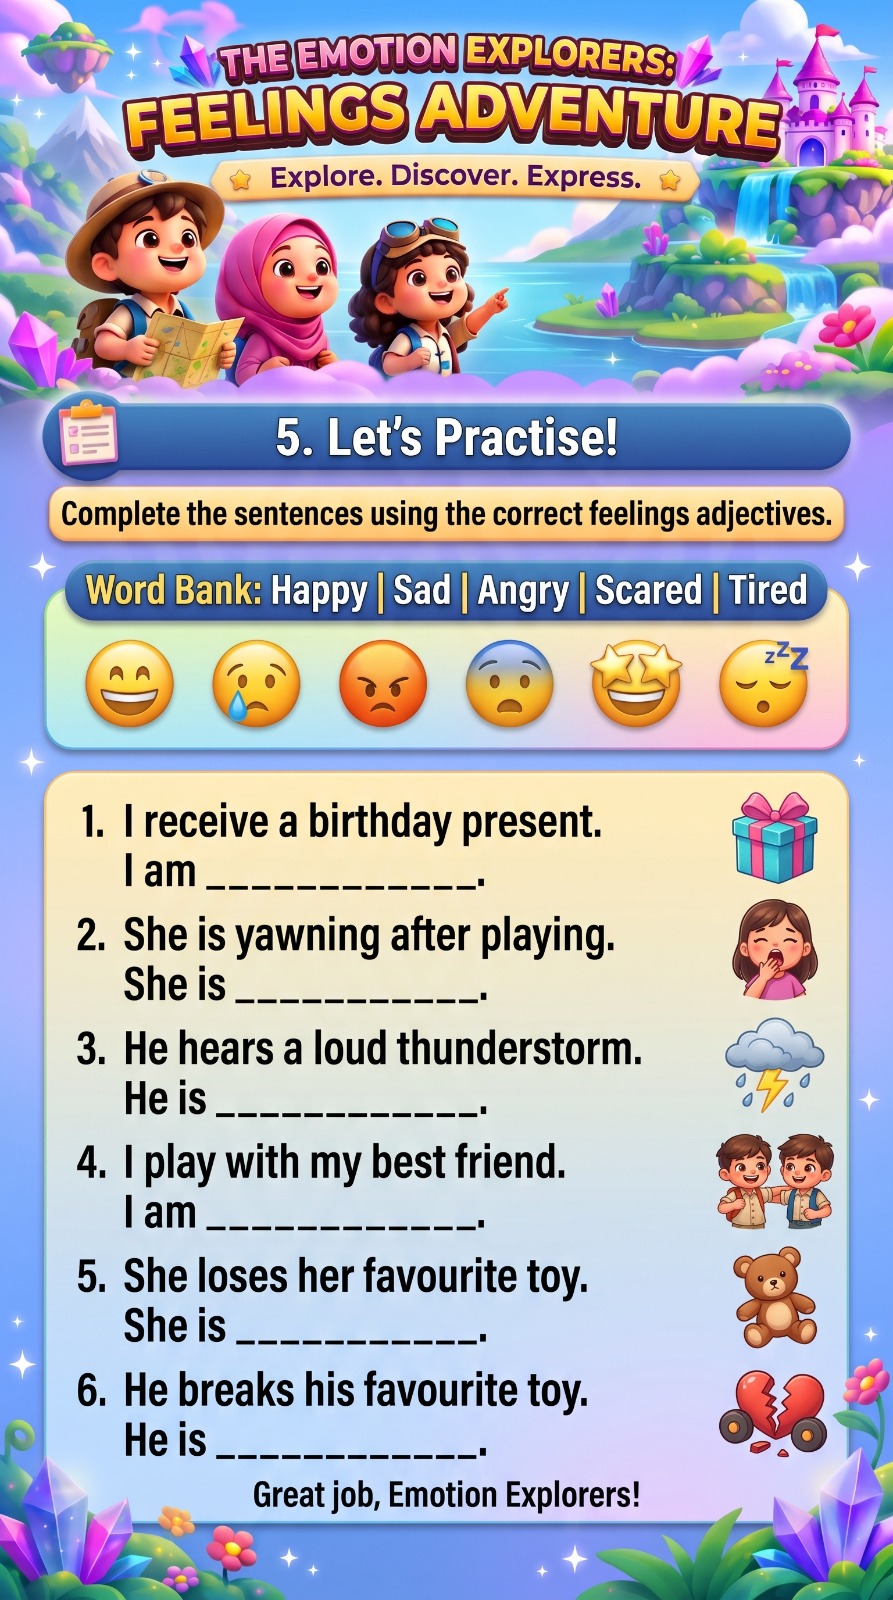 THE EMOTION EXPLORERS:
FEELINGS ADVENTURE
Explore. Discover. Express.
5. Let's Practise!
Complete the sentences using the correct feelings adjectives.
Word Bank: Happy | Sad | Angry | Scared | Tired
zzZ
1. I receive a birthday present.
I am ____________.
2. She is yawning after playing.
She is ___________.
3. He hears a loud thunderstorm.
He is ____________.
4. I play with my best friend.
I am ____________.
5. She loses her favourite toy.
She is ___________.
6. He breaks his favourite toy.
He is ____________.
Great job, Emotion Explorers!